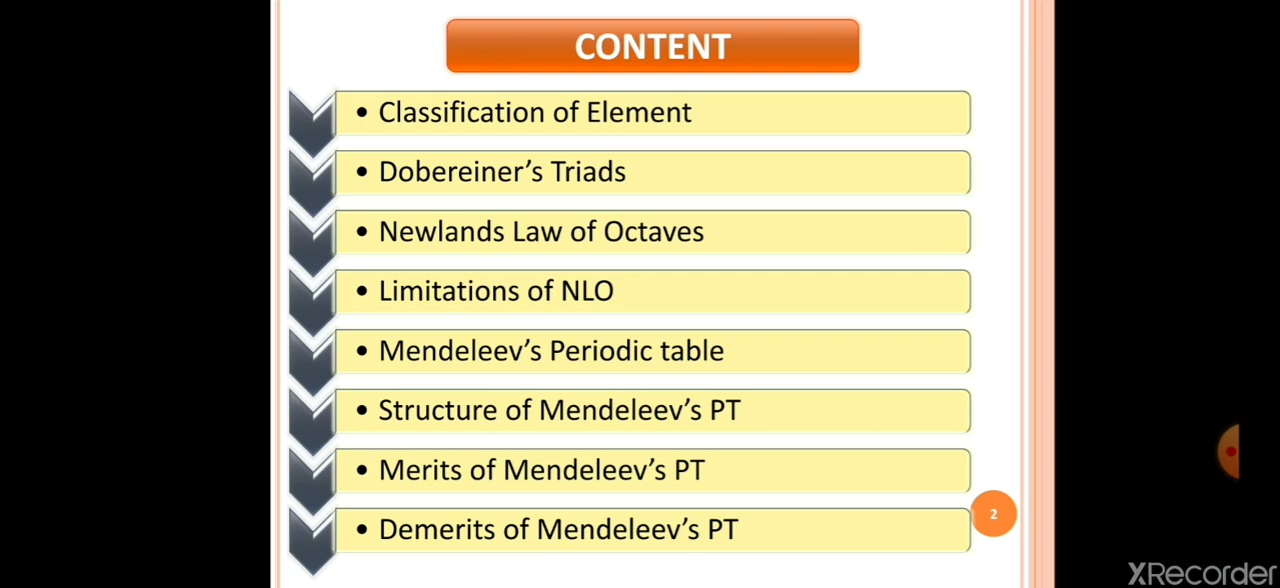 CONTENT
• Classification of Element
• Dobereiner’s Triads
• Newlands Law of Octaves
• Limitations of NLO
• Mendeleev’s Periodic table
• Structure of Mendeleev’s PT
• Merits of Mendeleev’s PT
• Demerits of Mendeleev’s PT
2
XRecorder